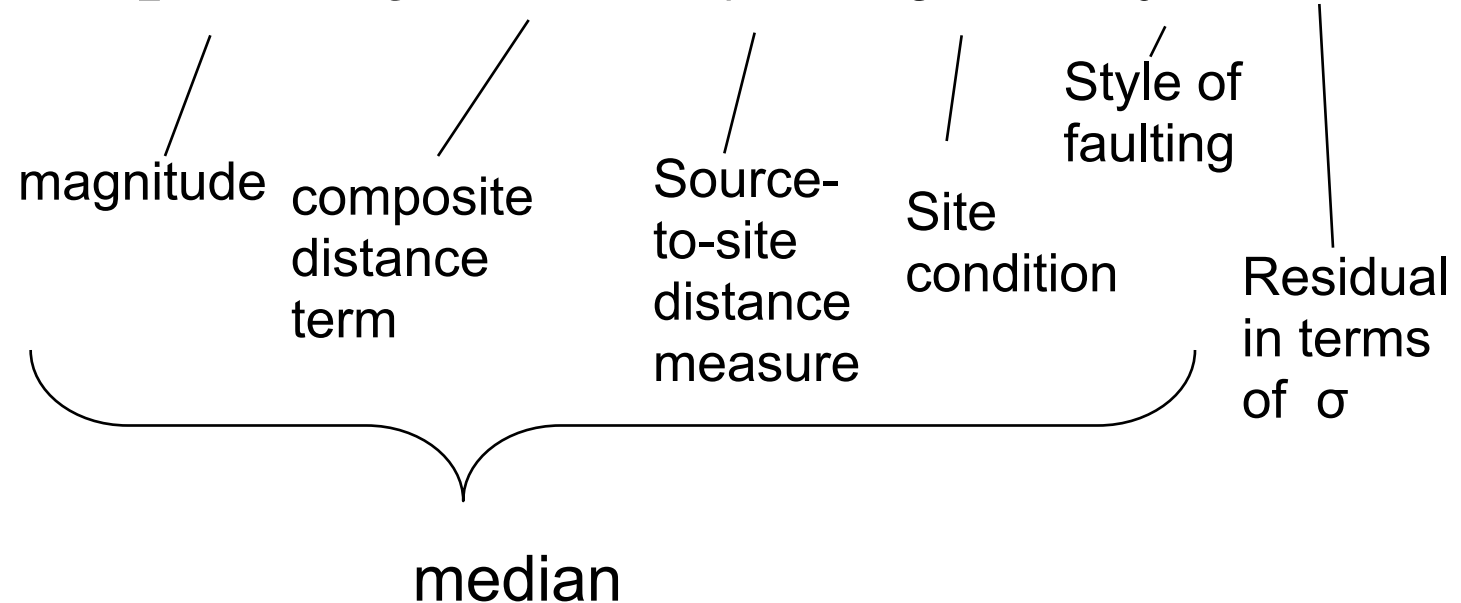 Style of
faulting
magnitude
composite
distance
term
Source-
to-site
distance
measure
Site
condition
Residual
in terms
of σ
median